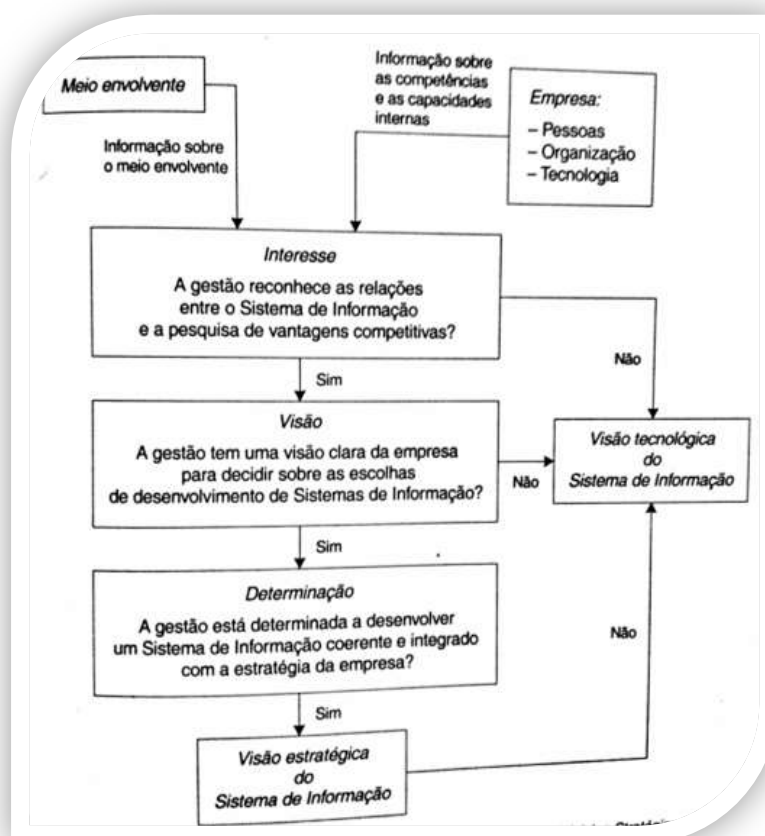 Meio envolvente
Informação sobre
o meio envolvente
Informação sobre
as competências
e as capacidades
internas
Empresa:
– Pessoas
– Organização
– Tecnologia
Interesse
A gestão reconhece as relações
entre o Sistema de Informação
e a pesquisa de vantagens competitivas?
Não
Sim
Visão
A gestão tem uma visão clara da empresa
para decidir sobre as escolhas
de desenvolvimento de Sistemas de Informação?
Não
Visão tecnológica
do
Sistema de Informação
Sim
Determinação
A gestão está determinada a desenvolver
um Sistema de Informação coerente e integrado
com a estratégia da empresa?
Não
Sim
Visão estratégica
do
Sistema de Informação